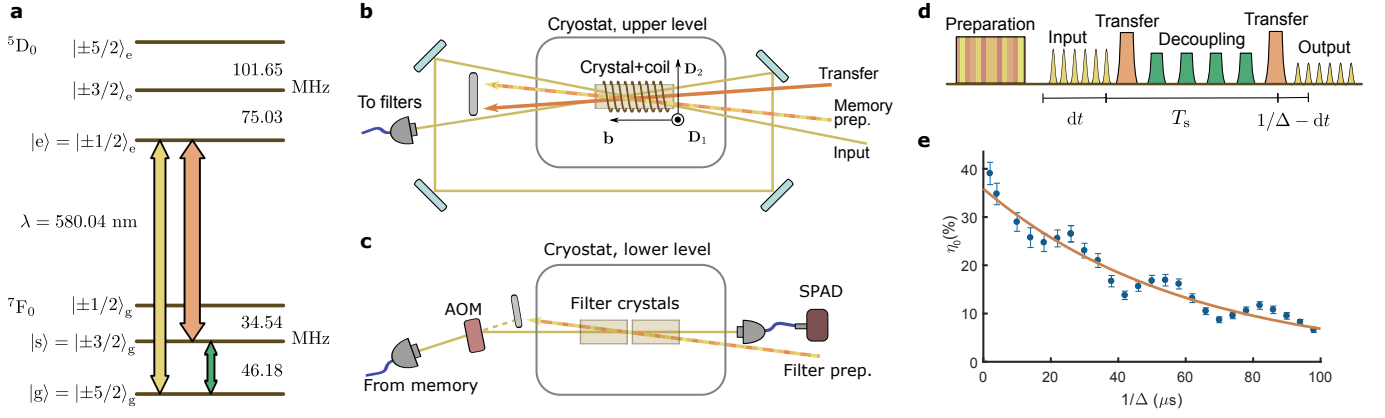 a
⁵D₀
|±5/2⟩ₑ
101.65
|±3/2⟩ₑ
MHz
75.03
|e⟩ = |±1/2⟩ₑ
λ = 580.04 nm
⁷F₀
|±1/2⟩g
34.54
|s⟩ = |±3/2⟩g
MHz
46.18
|g⟩ = |±5/2⟩g
b
Cryostat, upper level
Crystal+coil
D₂
To filters
Transfer
Memory
prep.
b
D₁
Input
c
Cryostat, lower level
AOM
Filter crystals
SPAD
From memory
Filter prep.
d
Preparation
Input
Transfer
Decoupling
Transfer
Output
dt
Tₛ
1/Δ − dt
e
η₀(%)
40
30
20
10
0
0
20
40
60
80
100
1/Δ (μs)